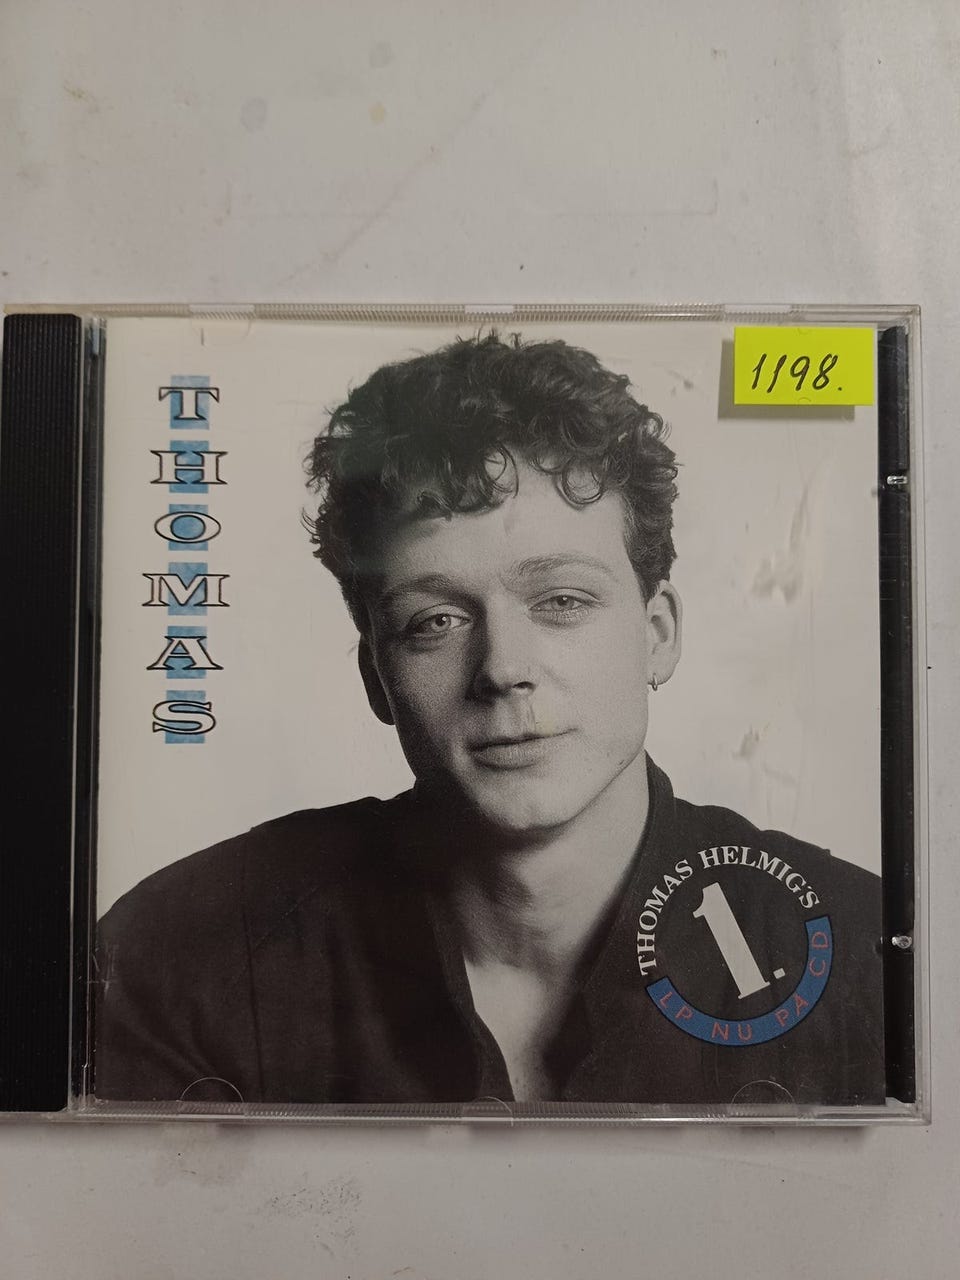 THOMAS
1198.
THOMAS HELMIG'S
1.
LP NU PÅ CD